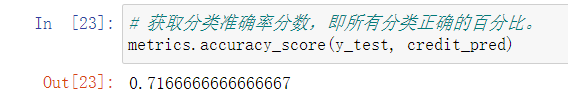 In [23]: # 获取分类准确率分数，即所有分类正确的百分比。
metrics.accuracy_score(y_test, credit_pred)
Out[23]: 0.7166666666666667